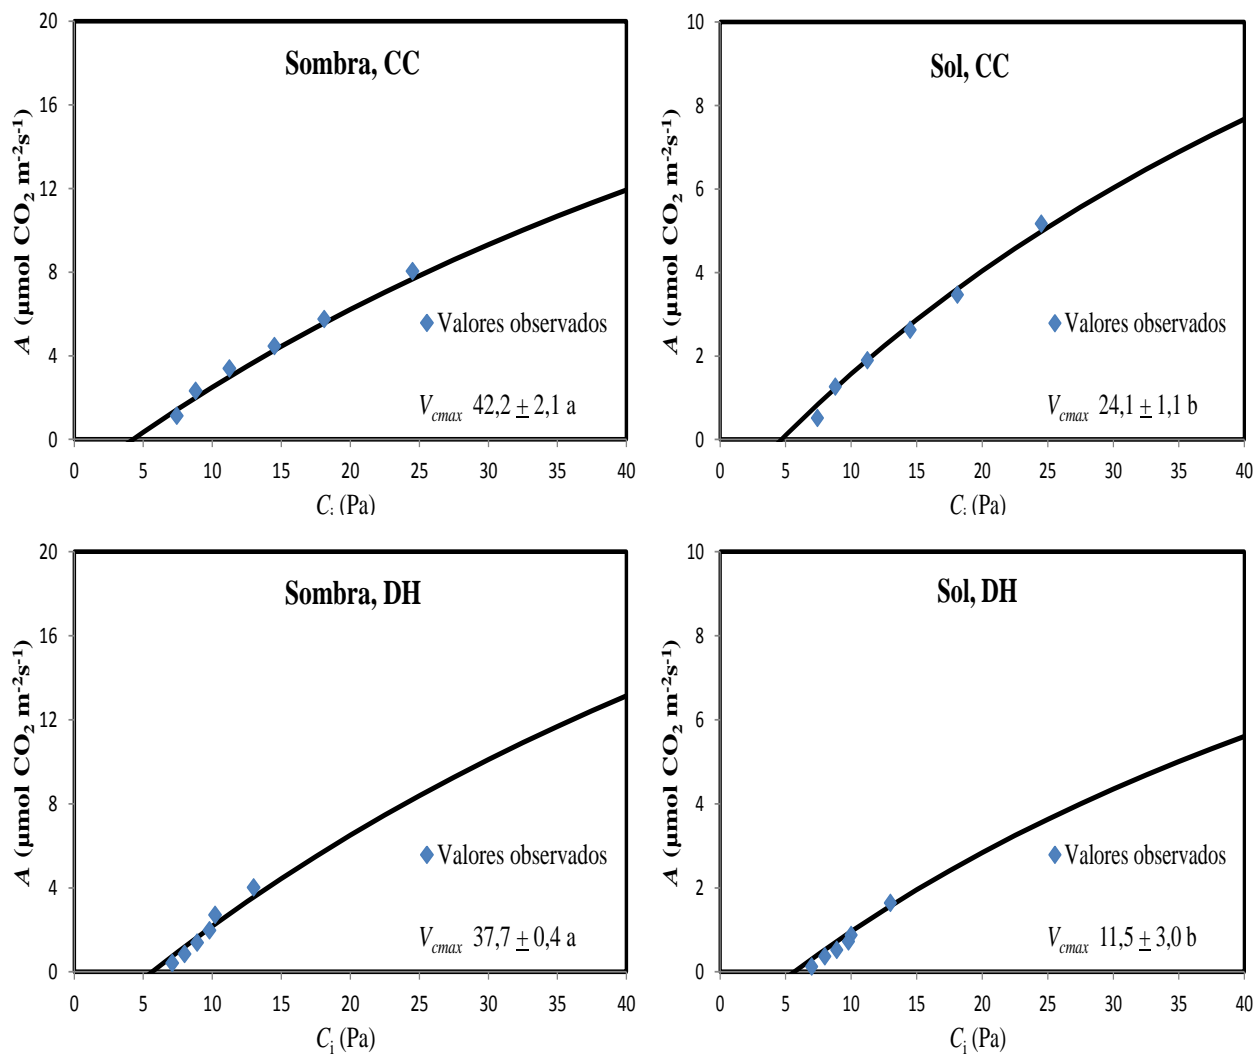 Sombra, CC
A (µmol CO₂ m⁻²s⁻¹)
20
16
12
8
4
0
Valores observados
Vcmax 42,2 ± 2,1 a
0 5 10 15 20 25 30 35 40
Ci (Pa)
Sol, CC
A (µmol CO₂ m⁻²s⁻¹)
10
8
6
4
2
0
Valores observados
Vcmax 24,1 ± 1,1 b
0 5 10 15 20 25 30 35 40
Ci (Pa)
Sombra, DH
A (µmol CO₂ m⁻²s⁻¹)
20
16
12
8
4
0
Valores observados
Vcmax 37,7 ± 0,4 a
0 5 10 15 20 25 30 35 40
Ci (Pa)
Sol, DH
A (µmol CO₂ m⁻²s⁻¹)
10
8
6
4
2
0
Valores observados
Vcmax 11,5 ± 3,0 b
0 5 10 15 20 25 30 35 40
Ci (Pa)